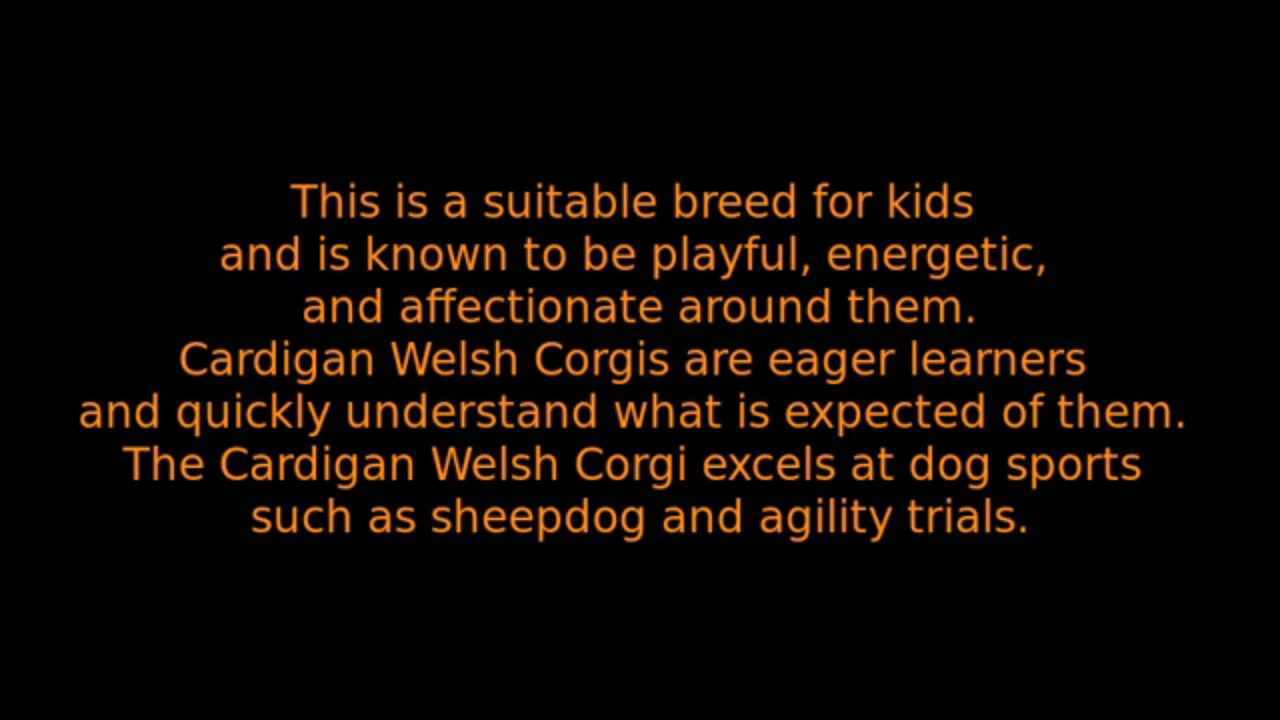 This is a suitable breed for kids
and is known to be playful, energetic,
and affectionate around them.
Cardigan Welsh Corgis are eager learners
and quickly understand what is expected of them.
The Cardigan Welsh Corgi excels at dog sports
such as sheepdog and agility trials.